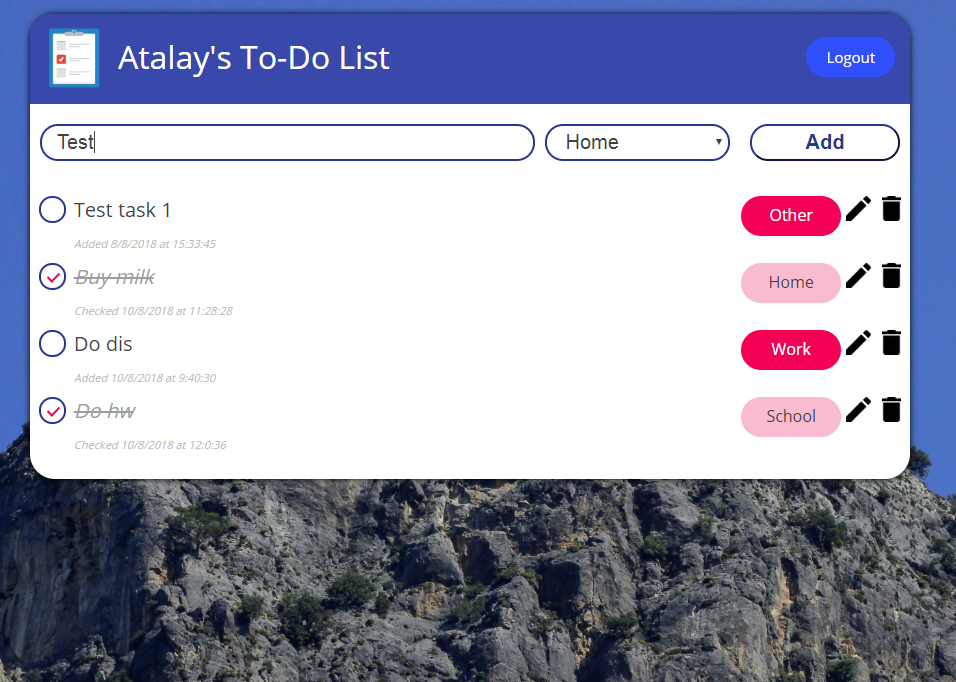 Atalay's To-Do List
Logout
Test
Home
Add
Test task 1
Other
Added 8/8/2018 at 15:33:45
Buy milk
Home
Checked 10/8/2018 at 11:28:28
Do dis
Work
Added 10/8/2018 at 9:40:30
Do hw
School
Checked 10/8/2018 at 12:0:36